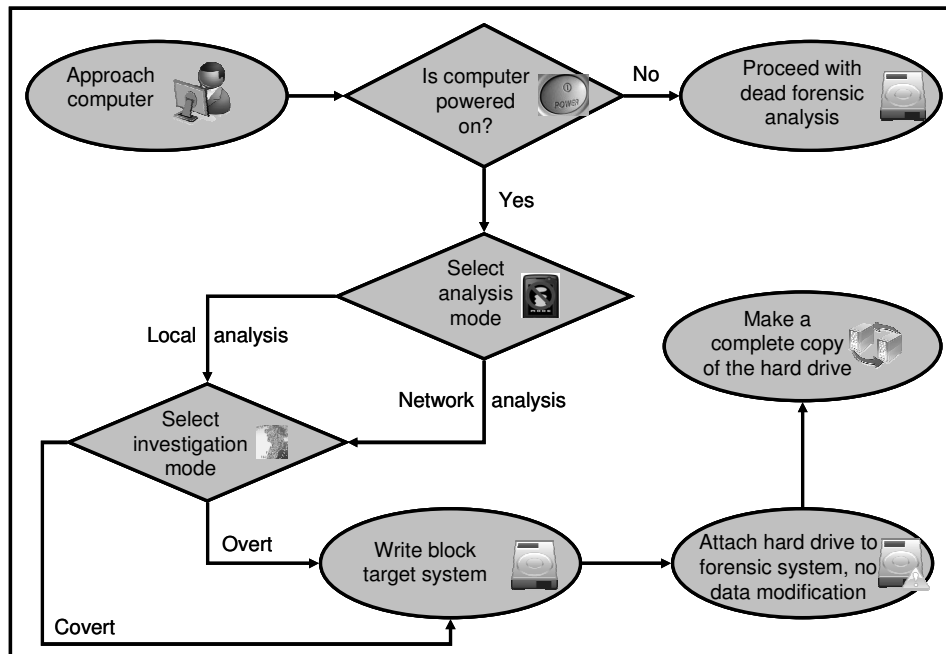 Approach
computer
Is computer
powered
on?
POWER
No
Proceed with
dead forensic
analysis
Yes
Select
analysis
mode
Local analysis
Network analysis
Select
investigation
mode
Make a
complete copy
of the hard drive
Overt
Write block
target system
Attach hard drive to
forensic system, no
data modification
Covert